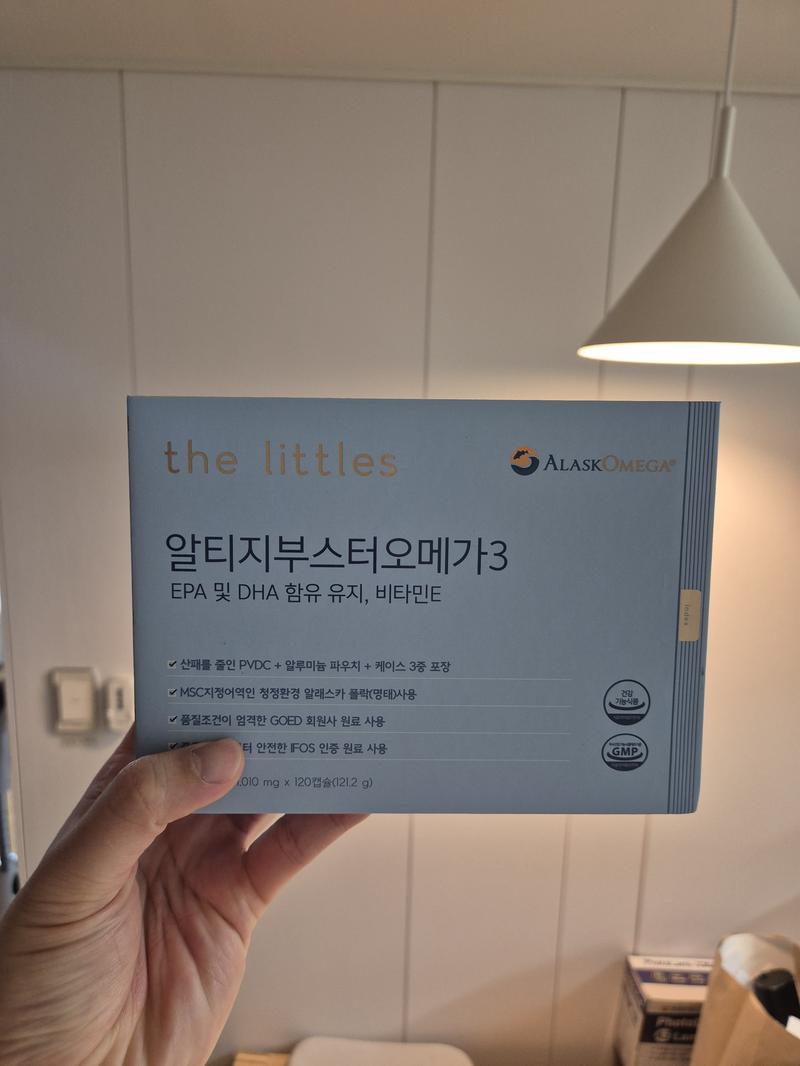 the littles
ALASKOMEGA®
알티지부스터오메가3
EPA 및 DHA 함유 유지, 비타민E
✔ 산패를 줄인 PVDC + 알루미늄 파우치 + 케이스 3중 포장
✔ MSC지정어역인 청정환경 알래스카 폴락(명태)사용
✔ 품질조건이 엄격한 GOED 회원사 원료 사용
안전한 IFOS 인증 원료 사용
,010 mg x 120캡슐(121.2 g)
index
건강
기능식품
GMP